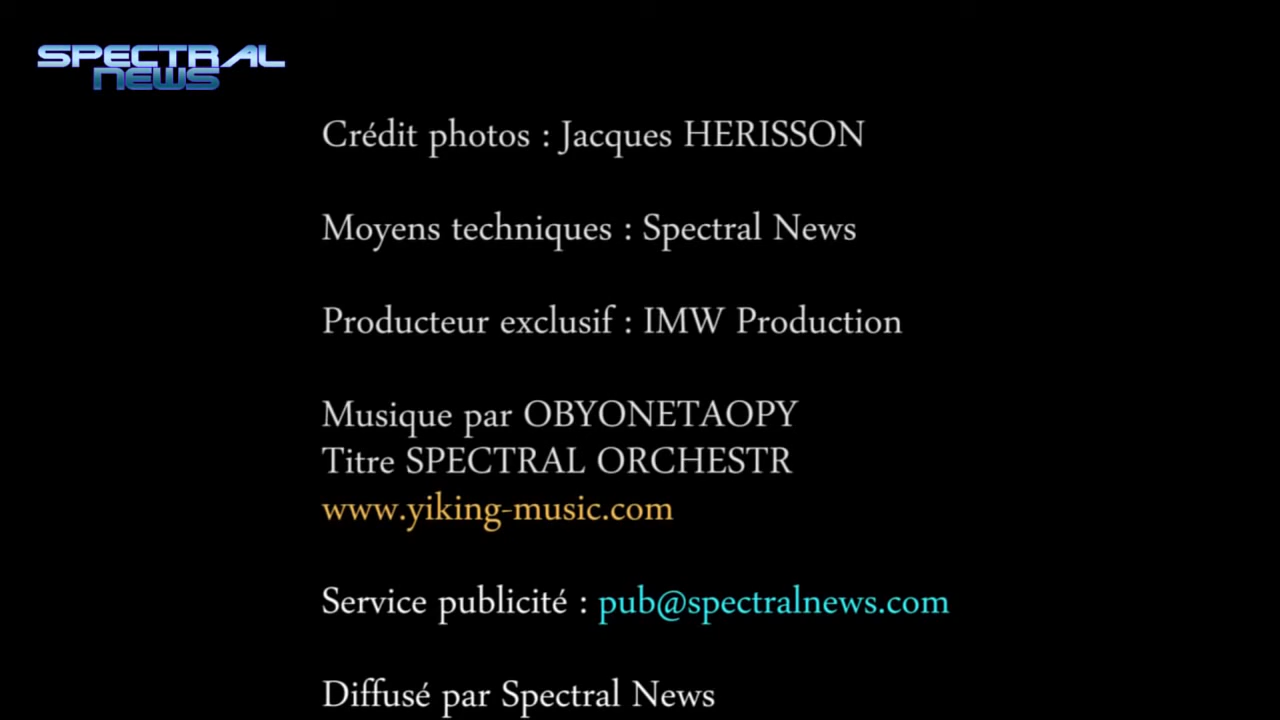 SPECTRAL
NEWS
Crédit photos : Jacques HERISSON
Moyens techniques : Spectral News
Producteur exclusif : IMW Production
Musique par OBYONETAOPY
Titre SPECTRAL ORCHESTR
www.yiking-music.com
Service publicité : pub@spectralnews.com
Diffusé par Spectral News